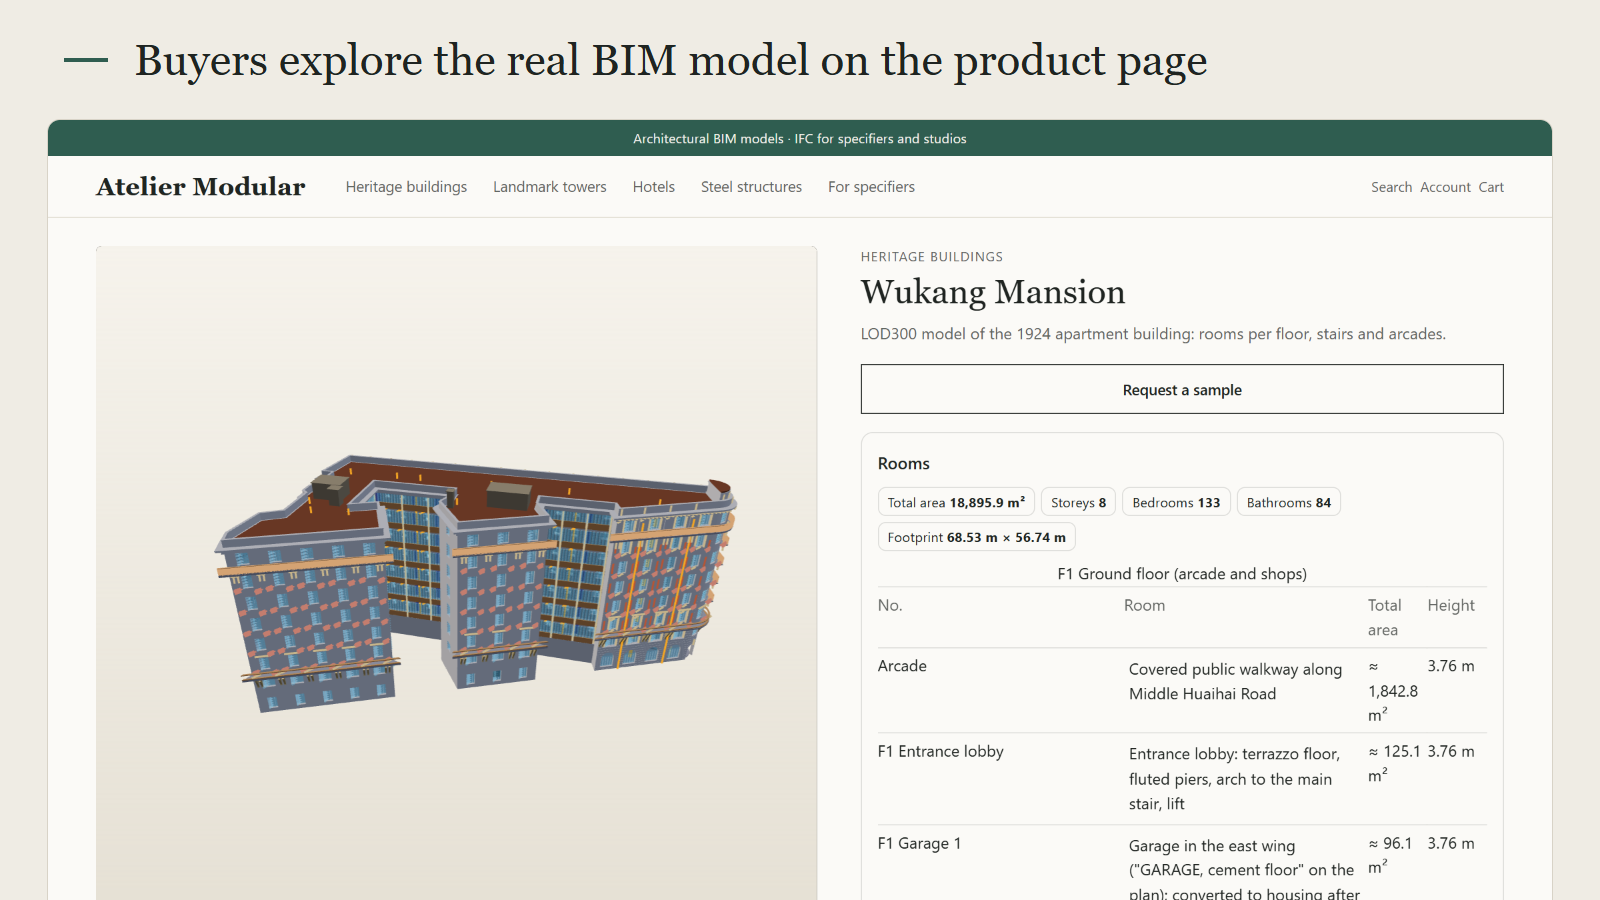 Buyers explore the real BIM model on the product page
Architectural BIM models · IFC for specifiers and studios
Atelier Modular
Heritage buildings
Landmark towers
Hotels
Steel structures
For specifiers
Search
Account
Cart
HERITAGE BUILDINGS
Wukang Mansion
LOD300 model of the 1924 apartment building: rooms per floor, stairs and arcades.
Request a sample
Rooms
Total area 18,895.9 m²
Storeys 8
Bedrooms 133
Bathrooms 84
Footprint 68.53 m × 56.74 m
F1 Ground floor (arcade and shops)
No.
Room
Total
area
Height
Arcade
Covered public walkway along
Middle Huaihai Road
≈
1,842.8
m²
3.76 m
F1 Entrance lobby
Entrance lobby: terrazzo floor,
fluted piers, arch to the main
stair, lift
≈ 125.1
m²
3.76 m
F1 Garage 1
Garage in the east wing
("GARAGE, cement floor" on the
plan); converted to housing after
≈ 96.1
m²
3.76 m